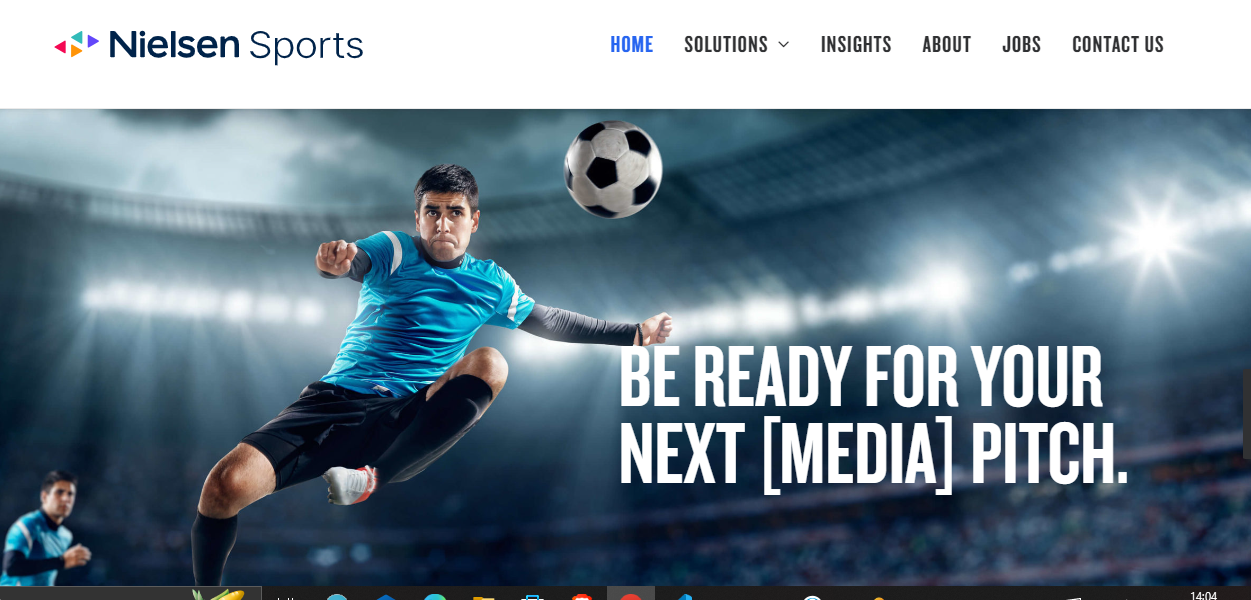 Nielsen Sports
HOME SOLUTIONS INSIGHTS ABOUT JOBS CONTACT US
BE READY FOR YOUR
NEXT [MEDIA] PITCH.
14:04